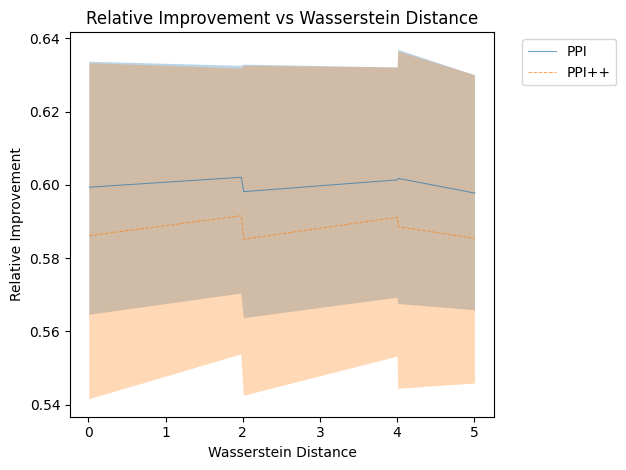 Relative Improvement vs Wasserstein Distance
PPI
PPI++
Relative Improvement
0.64
0.62
0.60
0.58
0.56
0.54
0
1
2
3
4
5
Wasserstein Distance